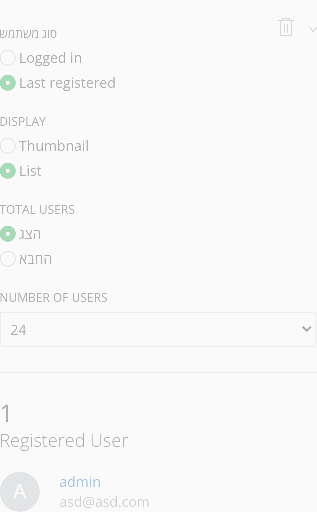 סוג משתמש
Logged in
Last registered
DISPLAY
Thumbnail
List
TOTAL USERS
הצג
החבא
NUMBER OF USERS
24
1
Registered User
A
admin
asd@asd.com